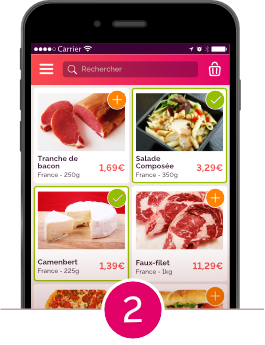 Carrier
Rechercher
Tranche de
bacon
France - 250g
1,69€
Salade
Composée
France - 350g
3,29€
Camenbert
France - 225g
1,39€
Faux-filet
France - 1kg
11,29€
2